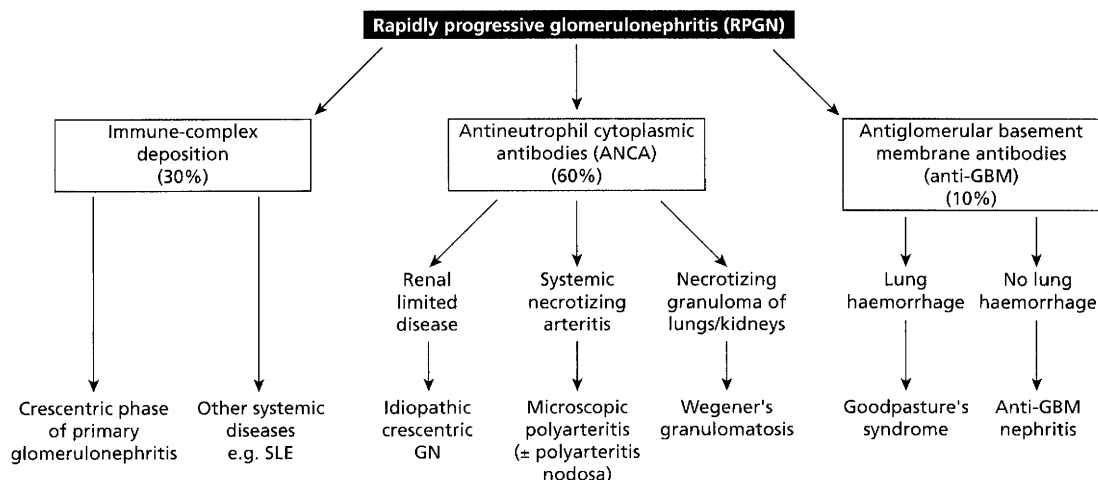 Rapidly progressive glomerulonephritis (RPGN)
Immune-complex
deposition
(30%)
Antineutrophil cytoplasmic
antibodies (ANCA)
(60%)
Antiglomerular basement
membrane antibodies
(anti-GBM)
(10%)
Renal
limited
disease
Systemic
necrotizing
arteritis
Necrotizing
granuloma of
lungs/kidneys
Lung
haemorrhage
No lung
haemorrhage
Crescentric phase
of primary
glomerulonephritis
Other systemic
diseases
e.g. SLE
Idiopathic
crescentric
GN
Microscopic
polyarteritis
(± polyarteritis
nodosa)
Wegener's
granulomatosis
Goodpasture's
syndrome
Anti-GBM
nephritis